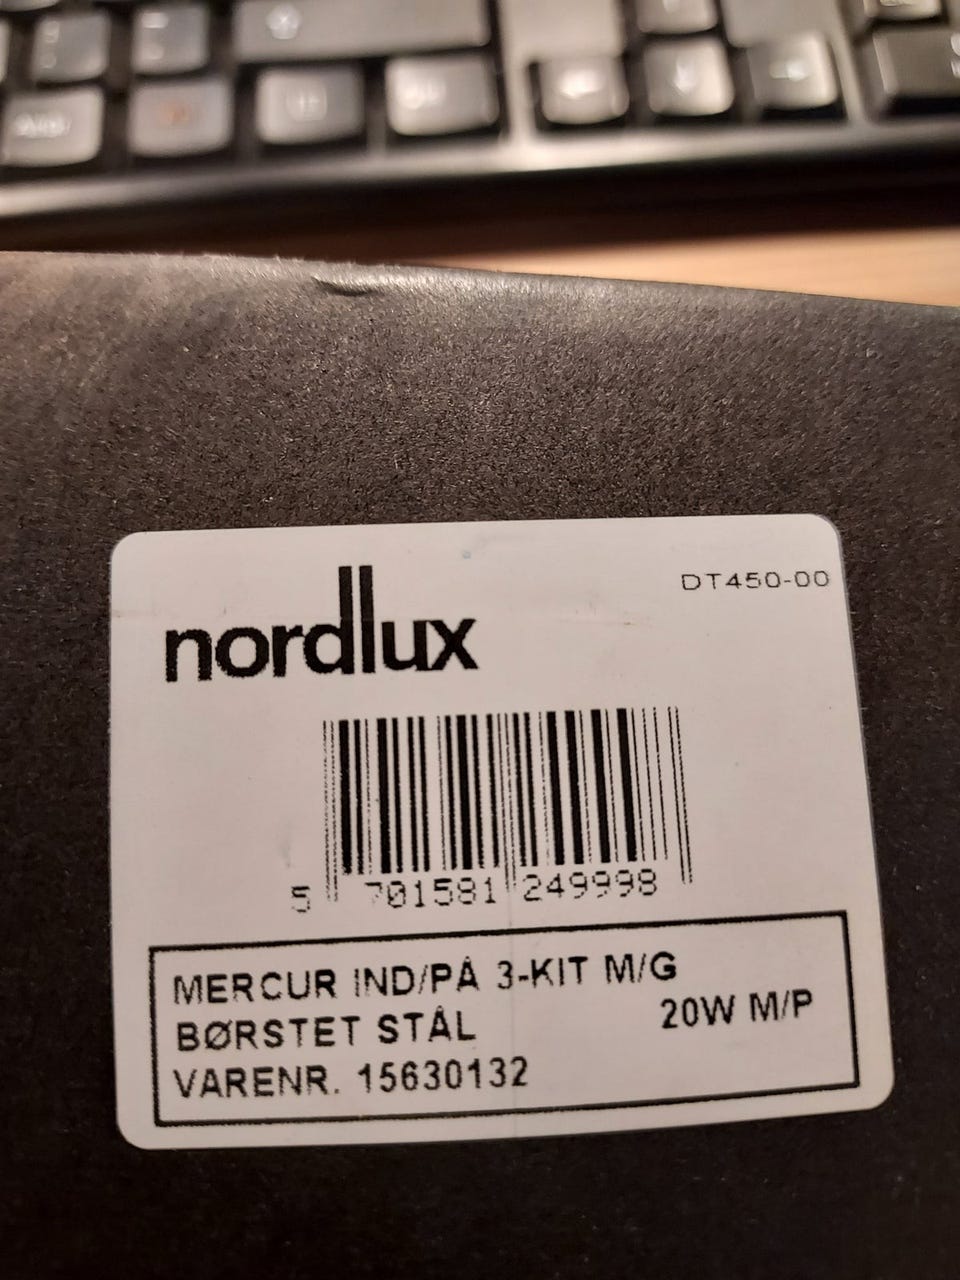 nordlux
DT450-00
5 701581 249998
MERCUR IND/PÅ 3-KIT M/G
BØRSTET STÅL 20W M/P
VARENR. 15630132